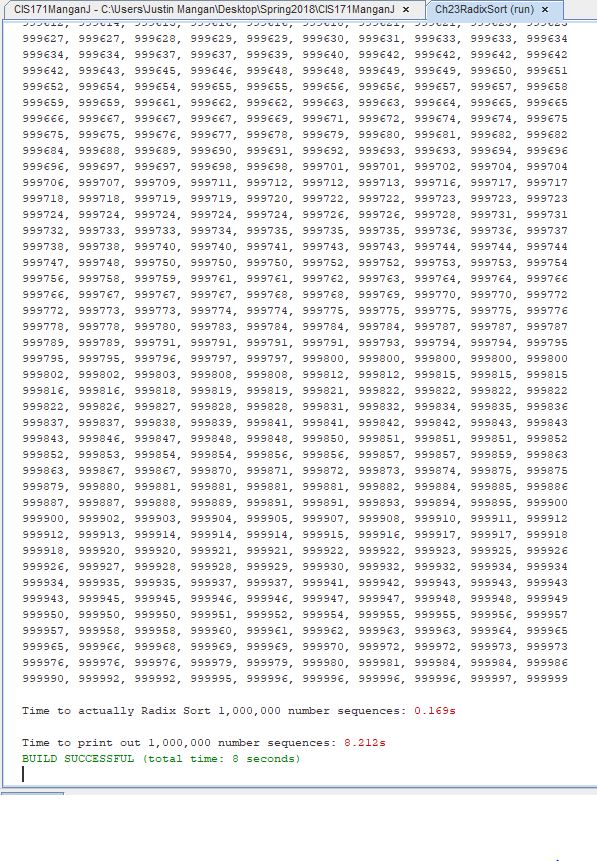 CIS171ManganJ - C:\Users\Justin Mangan\Desktop\Spring2018\CIS171ManganJ × Ch23RadixSort (run) ×
999627, 999627, 999628, 999629, 999629, 999630, 999631, 999633, 999633, 999634
999634, 999634, 999637, 999637, 999639, 999640, 999642, 999642, 999642, 999642
999642, 999643, 999645, 999646, 999647, 999648, 999649, 999649, 999650, 999651
999652, 999654, 999654, 999655, 999655, 999656, 999656, 999657, 999657, 999658
999659, 999659, 999661, 999662, 999662, 999663, 999663, 999664, 999665, 999665
999666, 999667, 999667, 999667, 999669, 999671, 999672, 999674, 999674, 999675
999675, 999675, 999676, 999677, 999678, 999679, 999680, 999681, 999682, 999682
999684, 999688, 999689, 999690, 999691, 999692, 999693, 999693, 999694, 999696
999696, 999697, 999697, 999698, 999698, 999701, 999701, 999702, 999704, 999704
999706, 999707, 999709, 999711, 999712, 999712, 999713, 999716, 999717, 999717
999718, 999718, 999719, 999719, 999720, 999722, 999722, 999723, 999723, 999723
999724, 999724, 999724, 999724, 999724, 999726, 999726, 999728, 999731, 999731
999732, 999733, 999733, 999734, 999735, 999735, 999735, 999736, 999736, 999737
999738, 999738, 999740, 999740, 999741, 999743, 999743, 999744, 999744, 999744
999747, 999748, 999750, 999750, 999750, 999752, 999752, 999753, 999753, 999754
999756, 999758, 999759, 999761, 999761, 999762, 999763, 999764, 999764, 999766
999766, 999767, 999767, 999767, 999768, 999768, 999769, 999770, 999770, 999772
999772, 999773, 999773, 999774, 999774, 999775, 999775, 999775, 999775, 999776
999778, 999778, 999780, 999783, 999784, 999784, 999784, 999787, 999787, 999787
999789, 999789, 999791, 999791, 999791, 999791, 999793, 999794, 999794, 999795
999795, 999795, 999796, 999797, 999797, 999800, 999800, 999800, 999800, 999800
999802, 999802, 999803, 999808, 999808, 999812, 999812, 999815, 999815, 999815
999816, 999816, 999818, 999819, 999819, 999821, 999822, 999822, 999822, 999822
999822, 999826, 999827, 999828, 999828, 999831, 999832, 999834, 999835, 999836
999837, 999837, 999838, 999839, 999841, 999841, 999842, 999842, 999843, 999843
999843, 999846, 999847, 999848, 999848, 999850, 999851, 999851, 999851, 999852
999852, 999853, 999854, 999854, 999856, 999856, 999857, 999857, 999859, 999863
999863, 999867, 999867, 999870, 999871, 999872, 999873, 999874, 999875, 999875
999879, 999880, 999881, 999881, 999881, 999881, 999882, 999884, 999885, 999886
999887, 999887, 999888, 999889, 999891, 999891, 999893, 999894, 999895, 999900
999900, 999902, 999903, 999904, 999905, 999907, 999908, 999910, 999911, 999912
999912, 999913, 999914, 999914, 999914, 999915, 999916, 999917, 999917, 999918
999918, 999920, 999920, 999921, 999921, 999922, 999922, 999923, 999925, 999926
999926, 999927, 999928, 999928, 999929, 999930, 999932, 999932, 999934, 999934
999934, 999935, 999935, 999937, 999937, 999941, 999942, 999943, 999943, 999943
999943, 999945, 999945, 999946, 999946, 999947, 999947, 999948, 999948, 999949
999950, 999950, 999950, 999951, 999952, 999954, 999955, 999955, 999956, 999957
999957, 999958, 999958, 999960, 999961, 999962, 999963, 999963, 999964, 999965
999965, 999966, 999968, 999969, 999969, 999970, 999972, 999972, 999973, 999973
999976, 999976, 999976, 999979, 999979, 999980, 999981, 999984, 999984, 999986
999990, 999992, 999992, 999995, 999996, 999996, 999996, 999996, 999997, 999999
Time to actually Radix Sort 1,000,000 number sequences: 0.169s
Time to print out 1,000,000 number sequences: 8.212s
BUILD SUCCESSFUL (total time: 8 seconds)